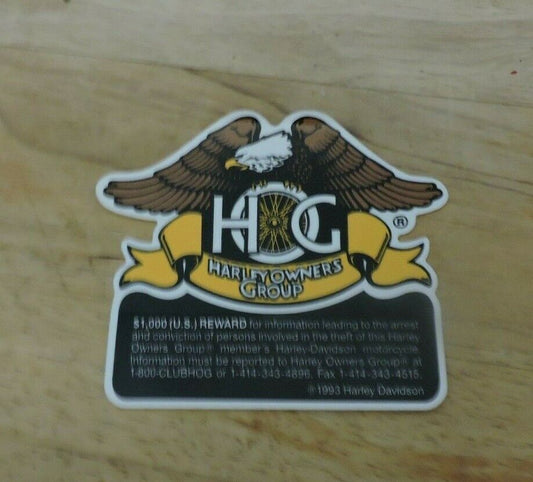 HOG
®
HARLEY OWNERS
GROUP
$1,000 (U.S.) REWARD for information leading to the arrest
and conviction of persons involved in the theft of this Harley
Owners Group® member's Harley-Davidson motorcycle.
Information must be reported to Harley Owners Group® at
1-800-CLUBHOG or 1-414-343-4896, Fax 1-414-343-4515.
©1993 Harley Davidson